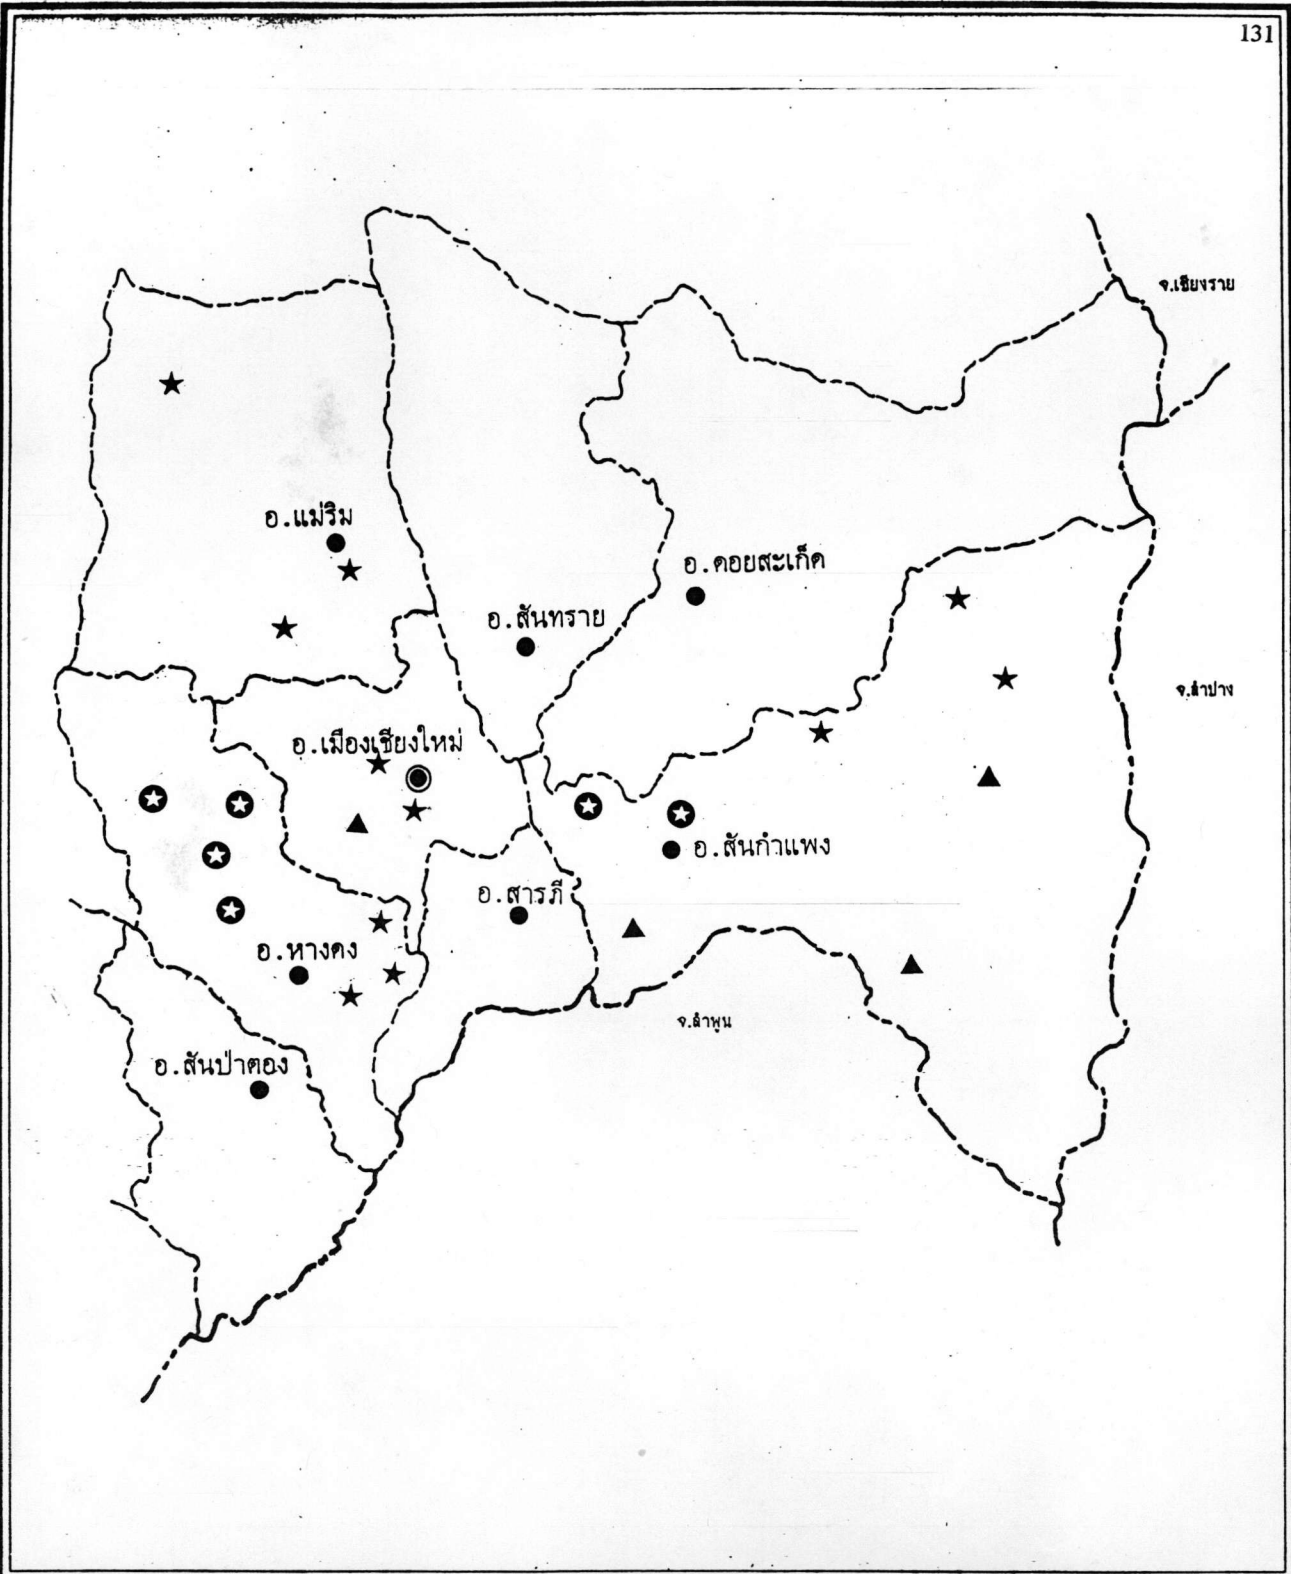 131
จ.เชียงราย
อ.แม่ริม
อ.ดอยสะเก็ด
อ.สันทราย
จ.ลำปาง
อ.เมืองเชียงใหม่
อ.สันกำแพง
อ.สารภี
อ.หางดง
จ.ลำพูน
อ.สันป่าตอง